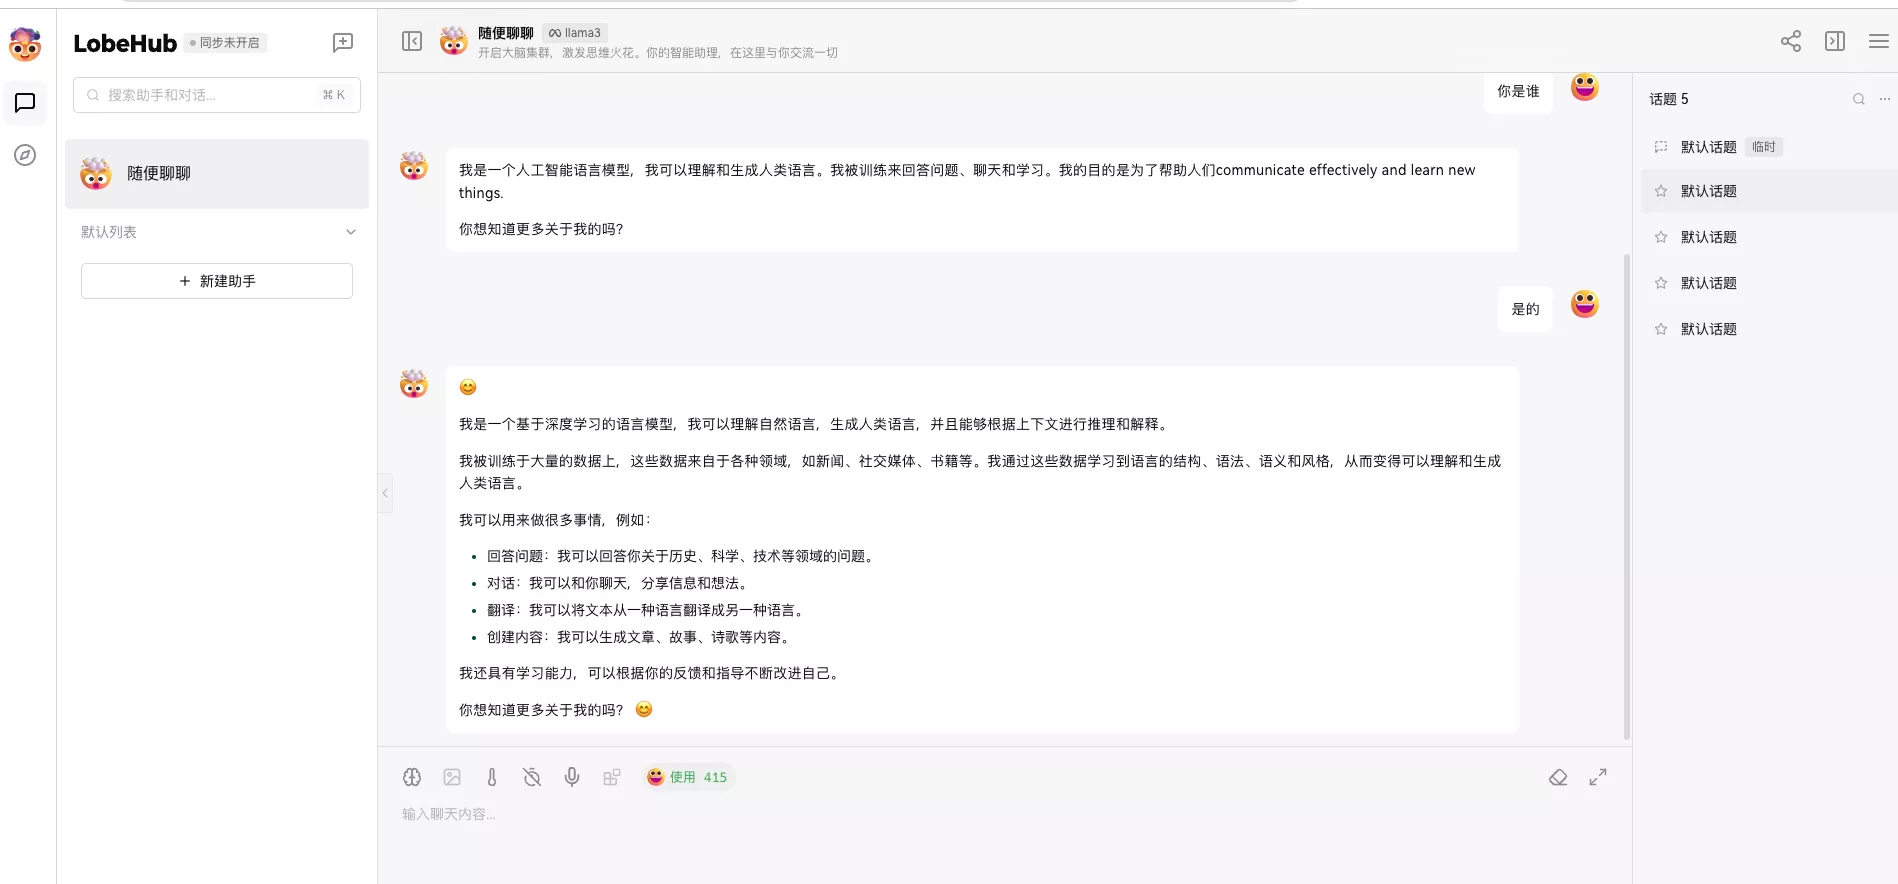 LobeHub
同步未开启
搜索助手和对话...
⌘ K
随便聊聊
默认列表
+ 新建助手
随便聊聊
llama3
开启大脑集群，激发思维火花。你的智能助理，在这里与你交流一切
你是谁
我是一个人工智能语言模型，我可以理解和生成人类语言。我被训练来回答问题、聊天和学习。我的目的是为了帮助人们communicate effectively and learn new
things.
你想知道更多关于我的吗？
是的
😊
我是一个基于深度学习的语言模型，我可以理解自然语言，生成人类语言，并且能够根据上下文进行推理和解释。
我被训练于大量的数据上，这些数据来自于各种领域，如新闻、社交媒体、书籍等。我通过这些数据学习到语言的结构、语法、语义和风格，从而变得可以理解和生成
人类语言。
我可以用来做很多事情，例如：
• 回答问题：我可以回答你关于历史、科学、技术等领域的问题。
• 对话：我可以和你聊天，分享信息和想法。
• 翻译：我可以将文本从一种语言翻译成另一种语言。
• 创建内容：我可以生成文章、故事、诗歌等内容。
我还具有学习能力，可以根据你的反馈和指导不断改进自己。
你想知道更多关于我的吗？ 😊
使用 415
输入聊天内容...
话题 5
默认话题 临时
默认话题
默认话题
默认话题
默认话题